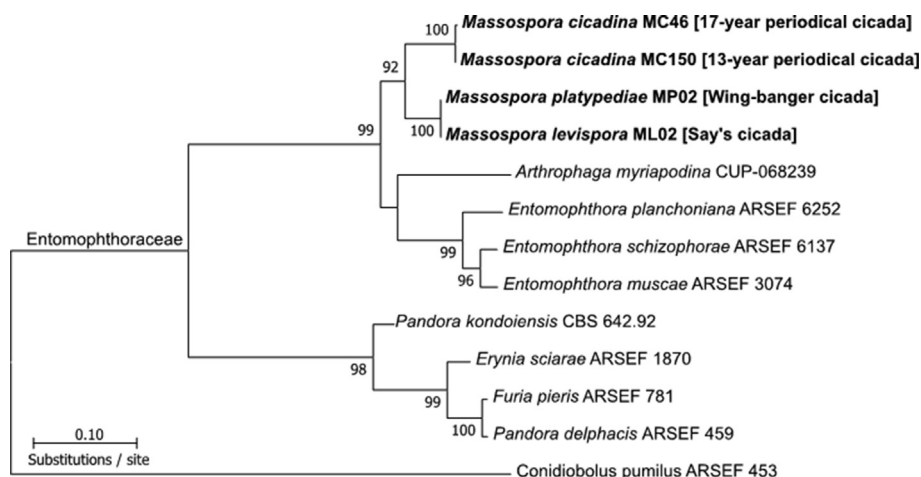 Massospora cicadina MC46 [17-year periodical cicada]
100
Massospora cicadina MC150 [13-year periodical cicada]
92
Massospora platypediae MP02 [Wing-banger cicada]
99
100
Massospora levispora ML02 [Say's cicada]
Arthrophaga myriapodina CUP-068239
Entomophthora planchoniana ARSEF 6252
Entomophthoraceae
99
Entomophthora schizophorae ARSEF 6137
96
Entomophthora muscae ARSEF 3074
Pandora kondoiensis CBS 642.92
98
Erynia sciarae ARSEF 1870
99
Furia pieris ARSEF 781
100
Pandora delphacis ARSEF 459
0.10
Substitutions / site
Conidiobolus pumilus ARSEF 453